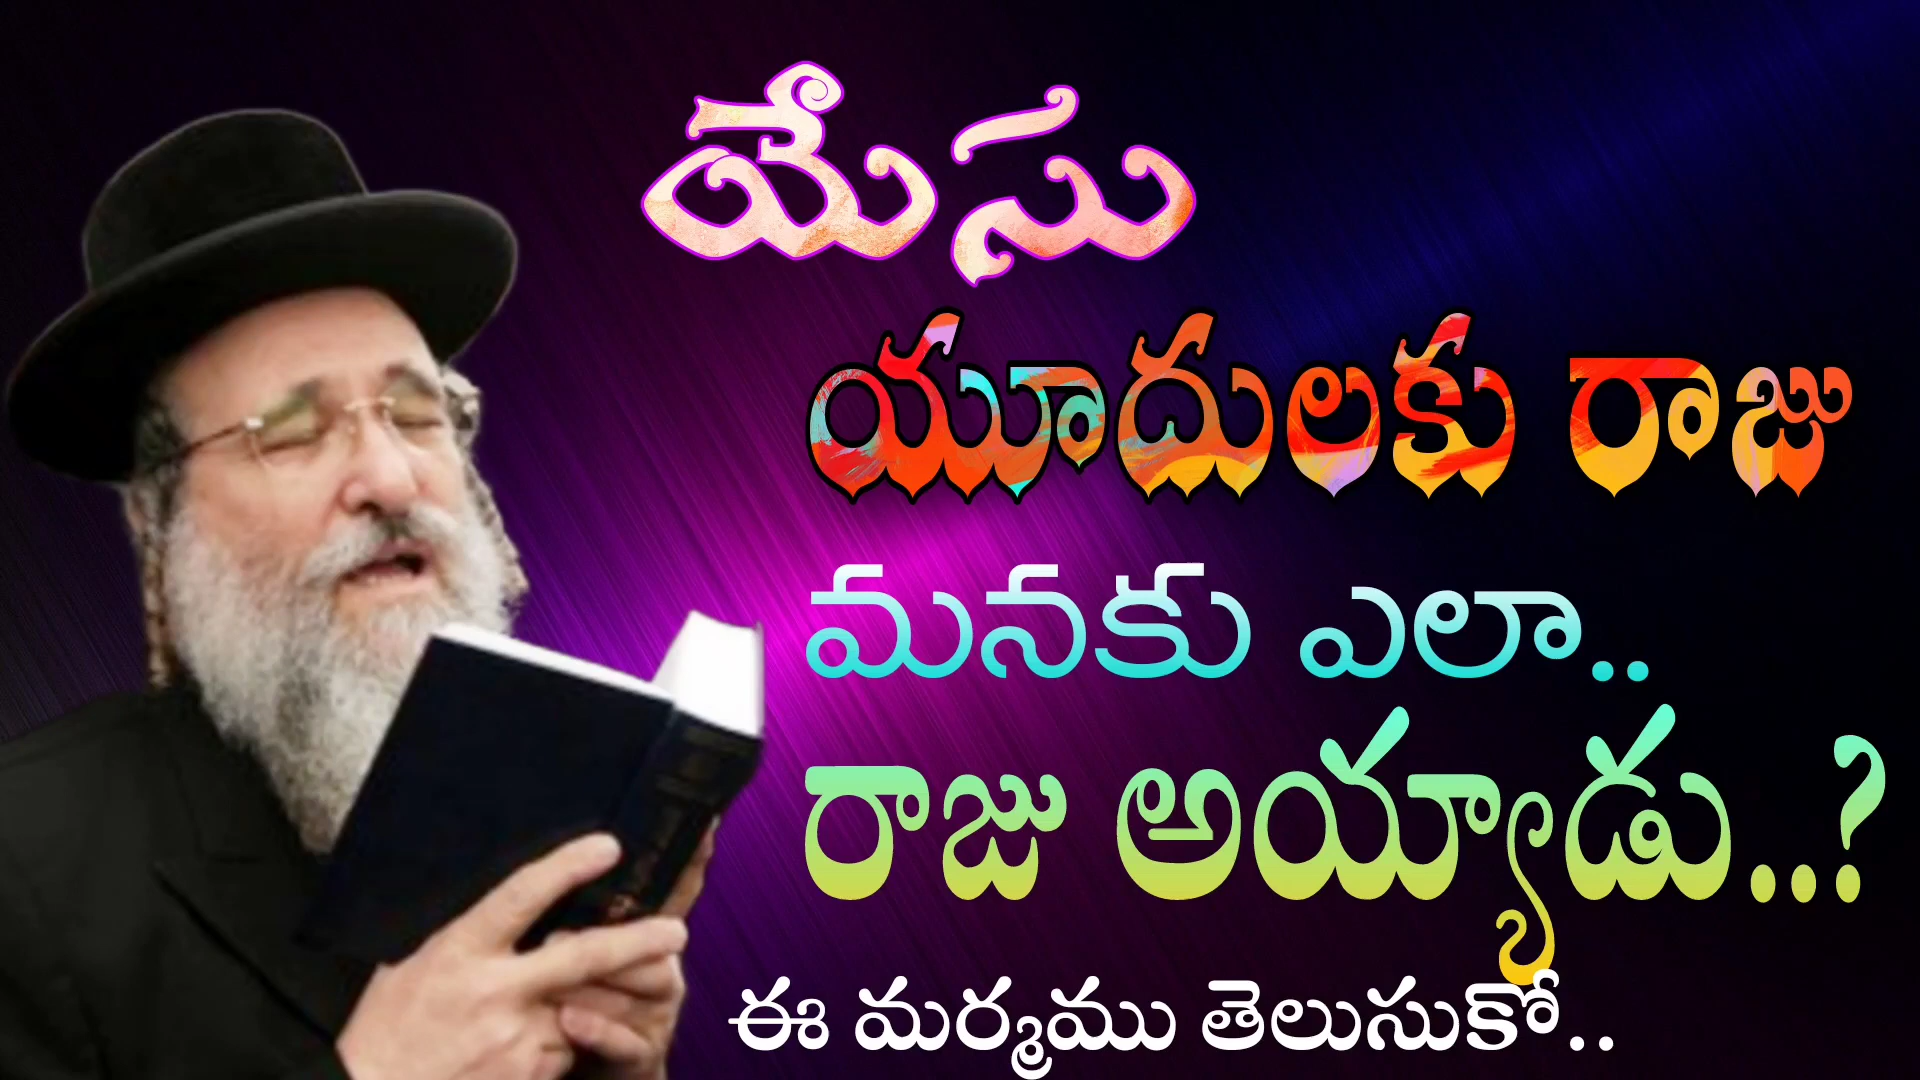 యేసు
యూదులకు రాజు
మనకు ఎలా..
రాజు అయ్యాడు...?
ఈ మర్మము తెలుసుకో..